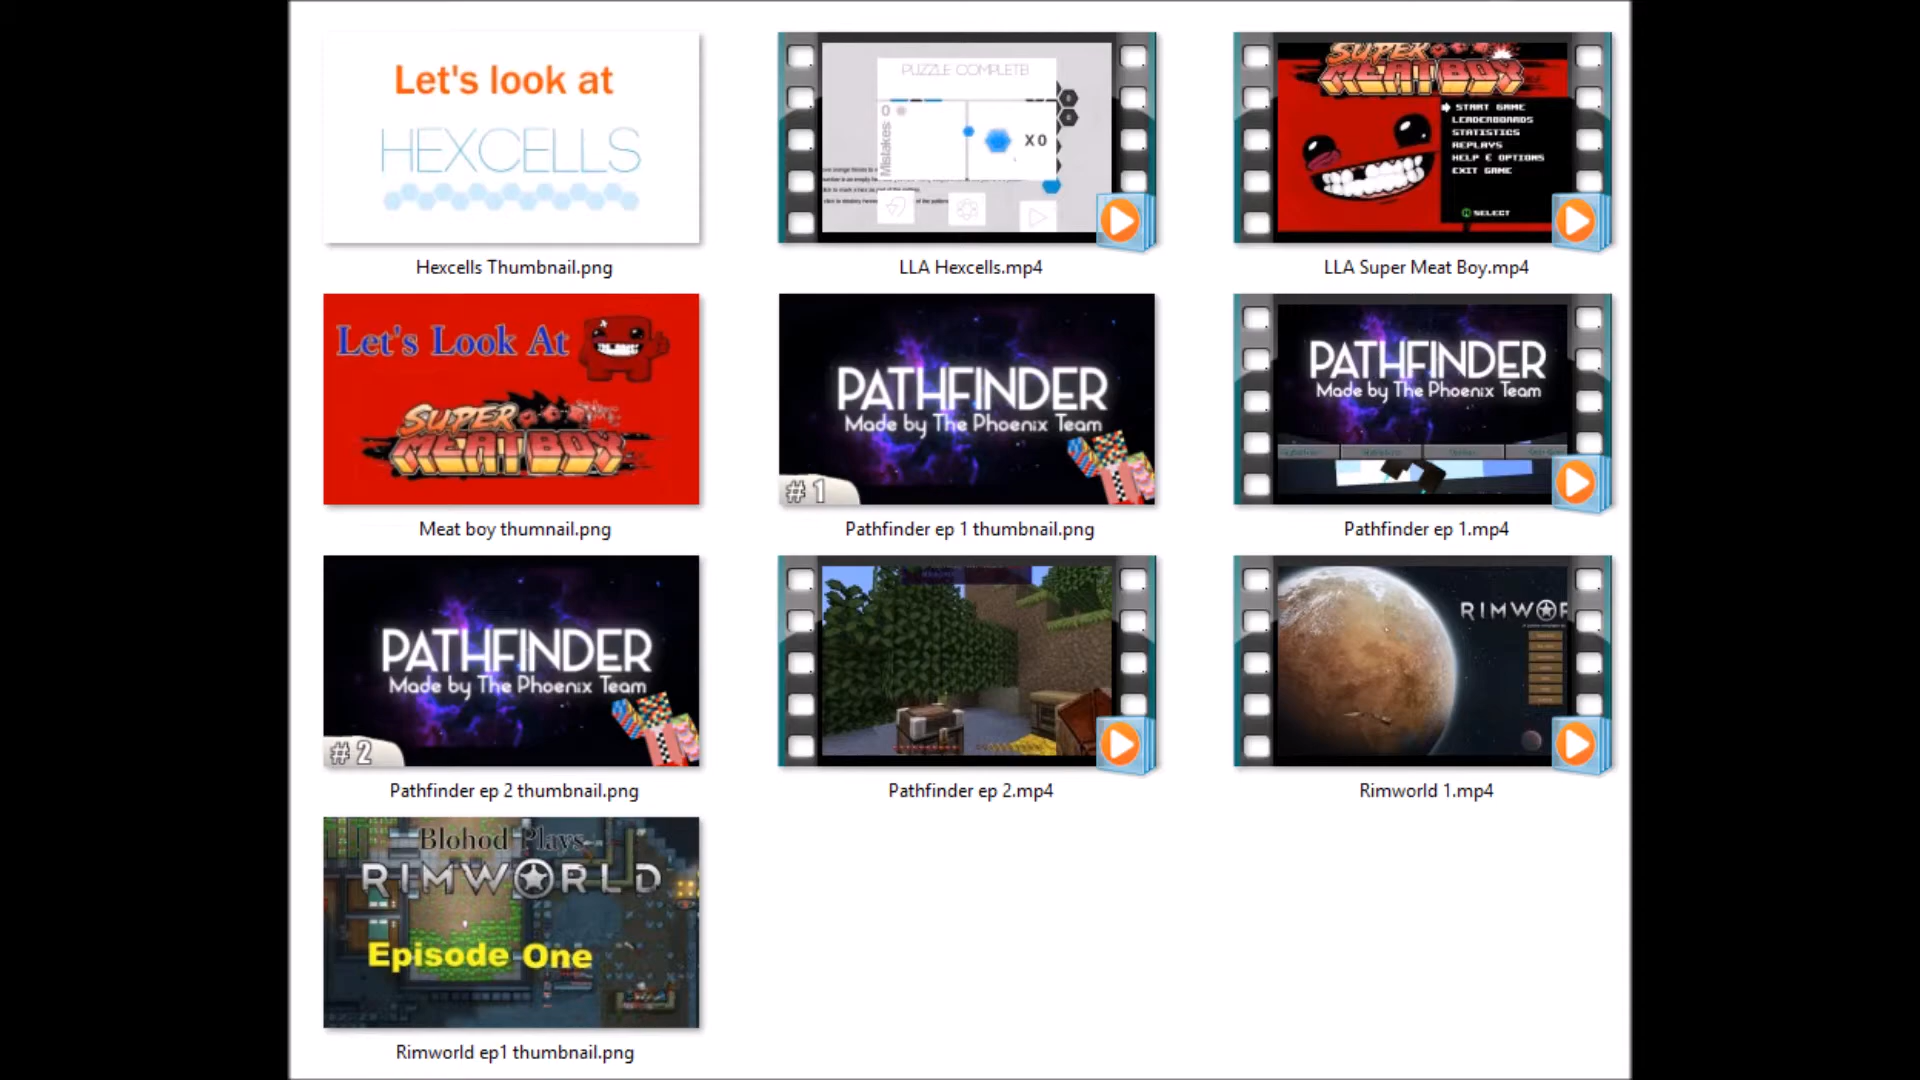 Let's look at
HEXCELLS
Hexcells Thumbnail.png
PUZZLE COMPLETE!
Mistakes 0
X 0
LLA Hexcells.mp4
SUPER
MEAT BOY
START GAME
LEADERBOARDS
STATISTICS
REPLAYS
HELP & OPTIONS
EXIT GAME
SELECT
LLA Super Meat Boy.mp4
Let's Look At
SUPER
MEAT BOY
Meat boy thumnail.png
PATHFINDER
Made by The Phoenix Team
# 1
Pathfinder ep 1 thumbnail.png
PATHFINDER
Made by The Phoenix Team
Pathfinder ep 1.mp4
PATHFINDER
Made by The Phoenix Team
# 2
Pathfinder ep 2 thumbnail.png
Pathfinder ep 2.mp4
RIMWOR
Rimworld 1.mp4
Blohod Plays
RIMWORLD
Episode One
Rimworld ep1 thumbnail.png